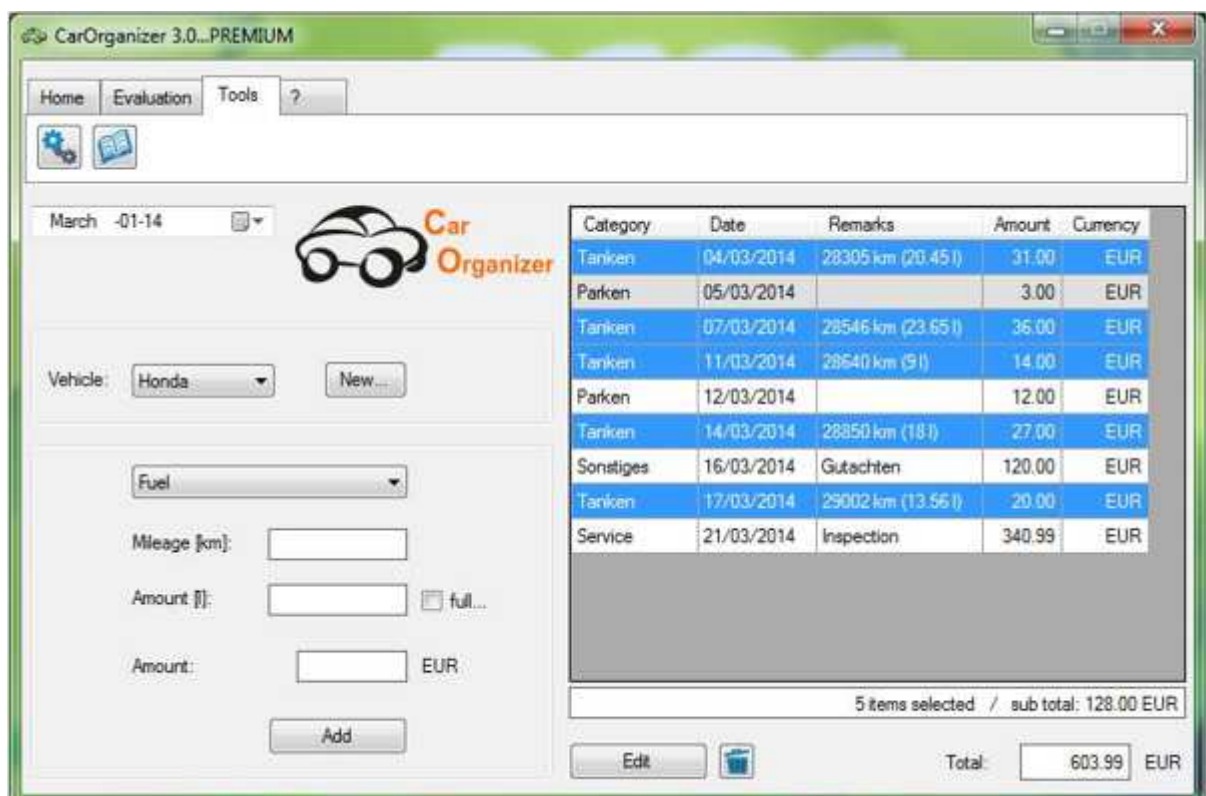 CarOrganizer 3.0...PREMIUM
Home Evaluation Tools ?
March -01-14
Car
Organizer
Vehicle: Honda New...
Fuel
Mileage [km]:
Amount [l]: full...
Amount: EUR
Add
Category Date Remarks Amount Currency
Tanken 04/03/2014 28305 km (20.45 l) 31.00 EUR
Parken 05/03/2014 3.00 EUR
Tanken 07/03/2014 28546 km (23.65 l) 36.00 EUR
Tanken 11/03/2014 28640 km (9 l) 14.00 EUR
Parken 12/03/2014 12.00 EUR
Tanken 14/03/2014 28850 km (18 l) 27.00 EUR
Sonstiges 16/03/2014 Gutachten 120.00 EUR
Tanken 17/03/2014 29002 km (13.56 l) 20.00 EUR
Service 21/03/2014 Inspection 340.99 EUR
5 items selected / sub total: 128.00 EUR
Edit Total: 603.99 EUR